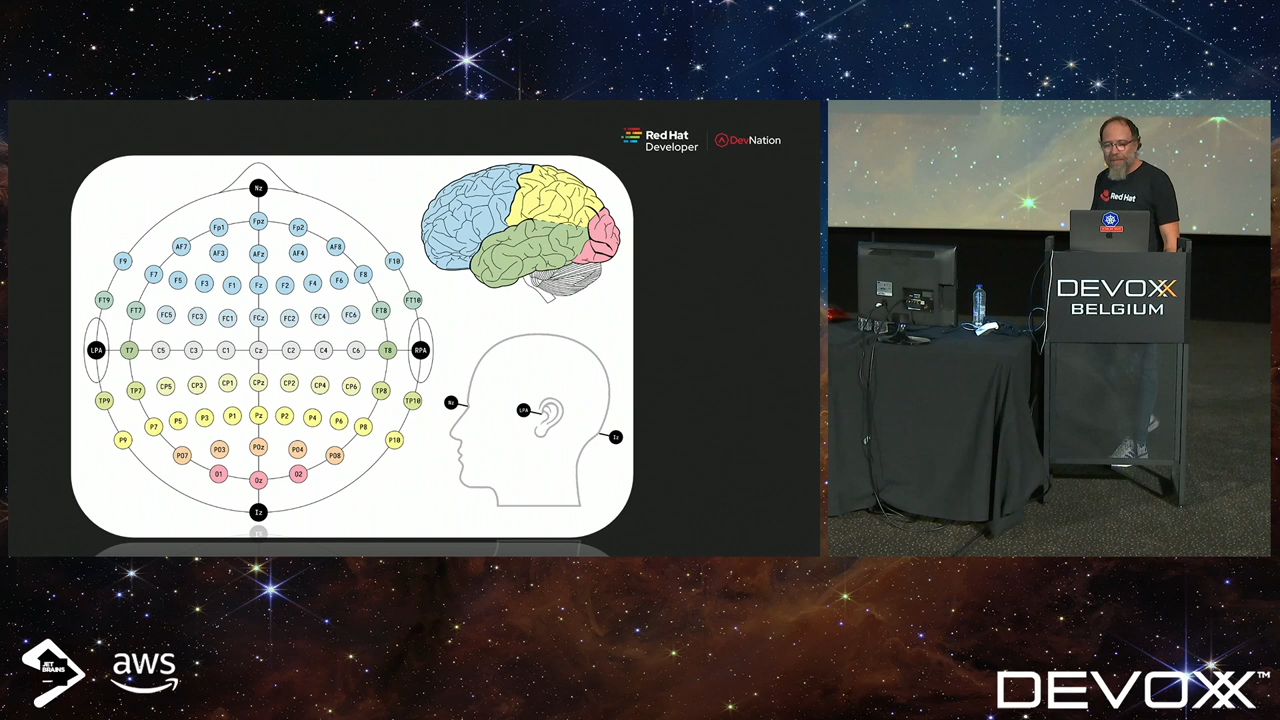 Red Hat
Developer
DevNation
Nz
Fp1 Fpz Fp2
AF7 AF3 AFz AF4 AF8
F9 F7 F5 F3 F1 Fz F2 F4 F6 F8 F10
FT9 FT7 FC5 FC3 FC1 FCz FC2 FC4 FC6 FT8 FT10
LPA T7 C5 C3 C1 Cz C2 C4 C6 T8 RPA
TP9 TP7 CP5 CP3 CP1 CPz CP2 CP4 CP6 TP8 TP10
P9 P7 P5 P3 P1 Pz P2 P4 P6 P8 P10
PO7 PO3 POz PO4 PO8
O1 Oz O2
Iz
Nz
LPA
Iz
Red Hat
DEVOXX
BELGIUM
JET
BRAINS
aws
DEVOXX™